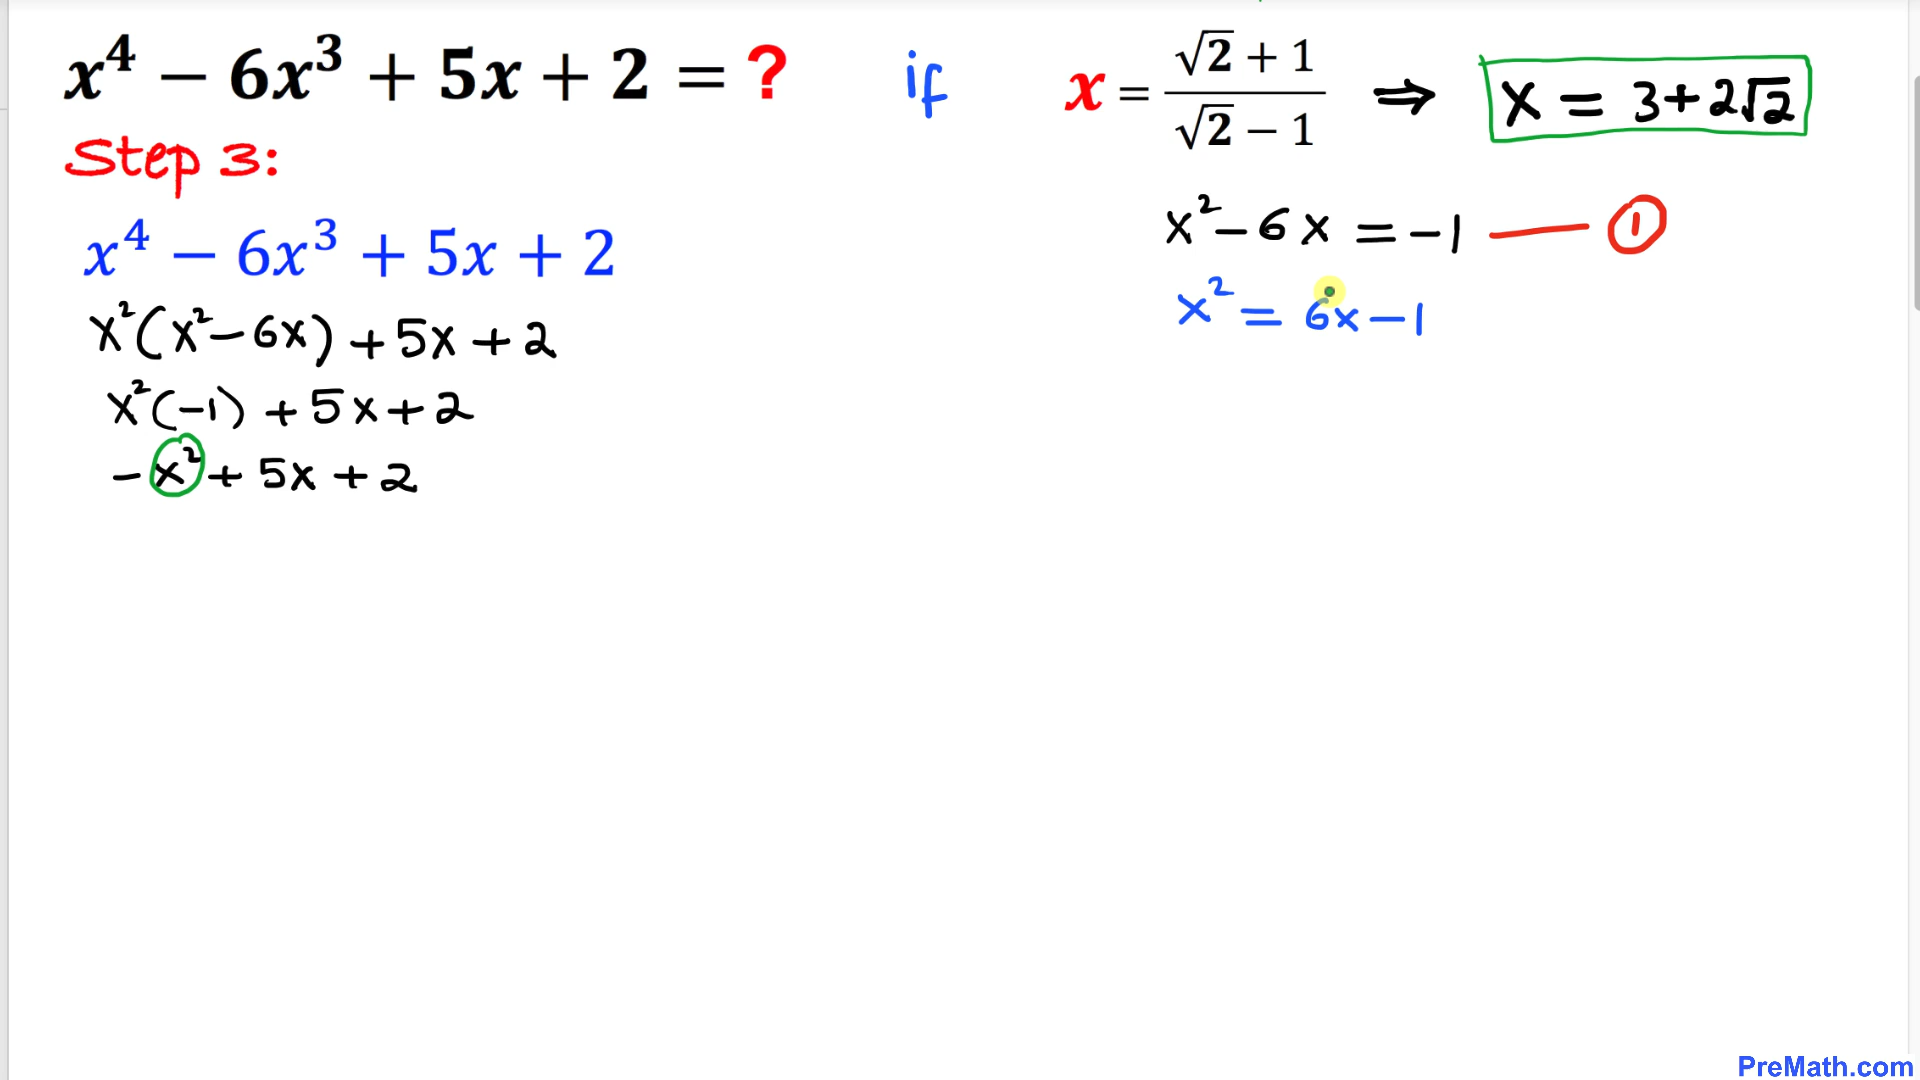 x⁴ − 6x³ + 5x + 2 = ? if x = (√2 + 1)/(√2 − 1) ⇒ x = 3+2√2
Step 3:
x⁴ − 6x³ + 5x + 2
x²(x²−6x) + 5x + 2
x²(−1) + 5x + 2
−x² + 5x + 2
x² − 6x = −1 — ①
x² = 6x − 1
PreMath.com